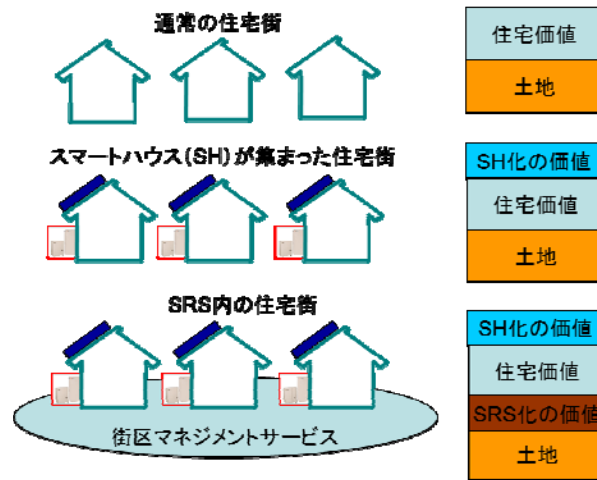 通常の住宅街
住宅価値
土地
スマートハウス(SH)が集まった住宅街
SH化の価値
住宅価値
土地
SRS内の住宅街
SH化の価値
住宅価値
SRS化の価値
土地
街区マネジメントサービス